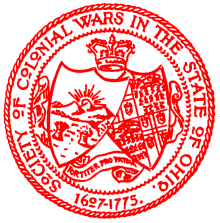 SOCIETY OF COLONIAL WARS IN THE STATE OF OHIO.
FORTITER PRO PATRIA
1607-1775.